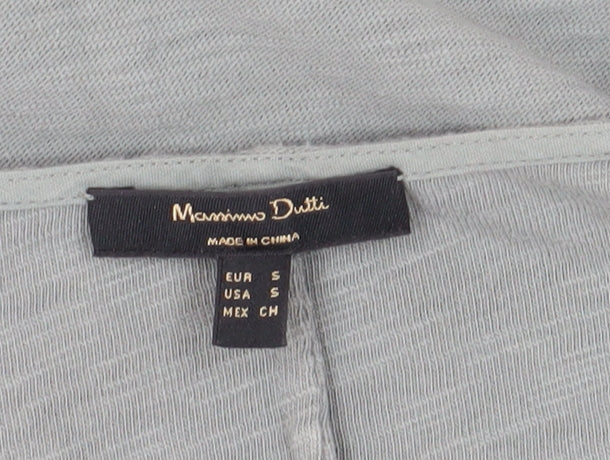 Massimo Dutti
MADE IN CHINA
EUR S
USA S
MEX CH